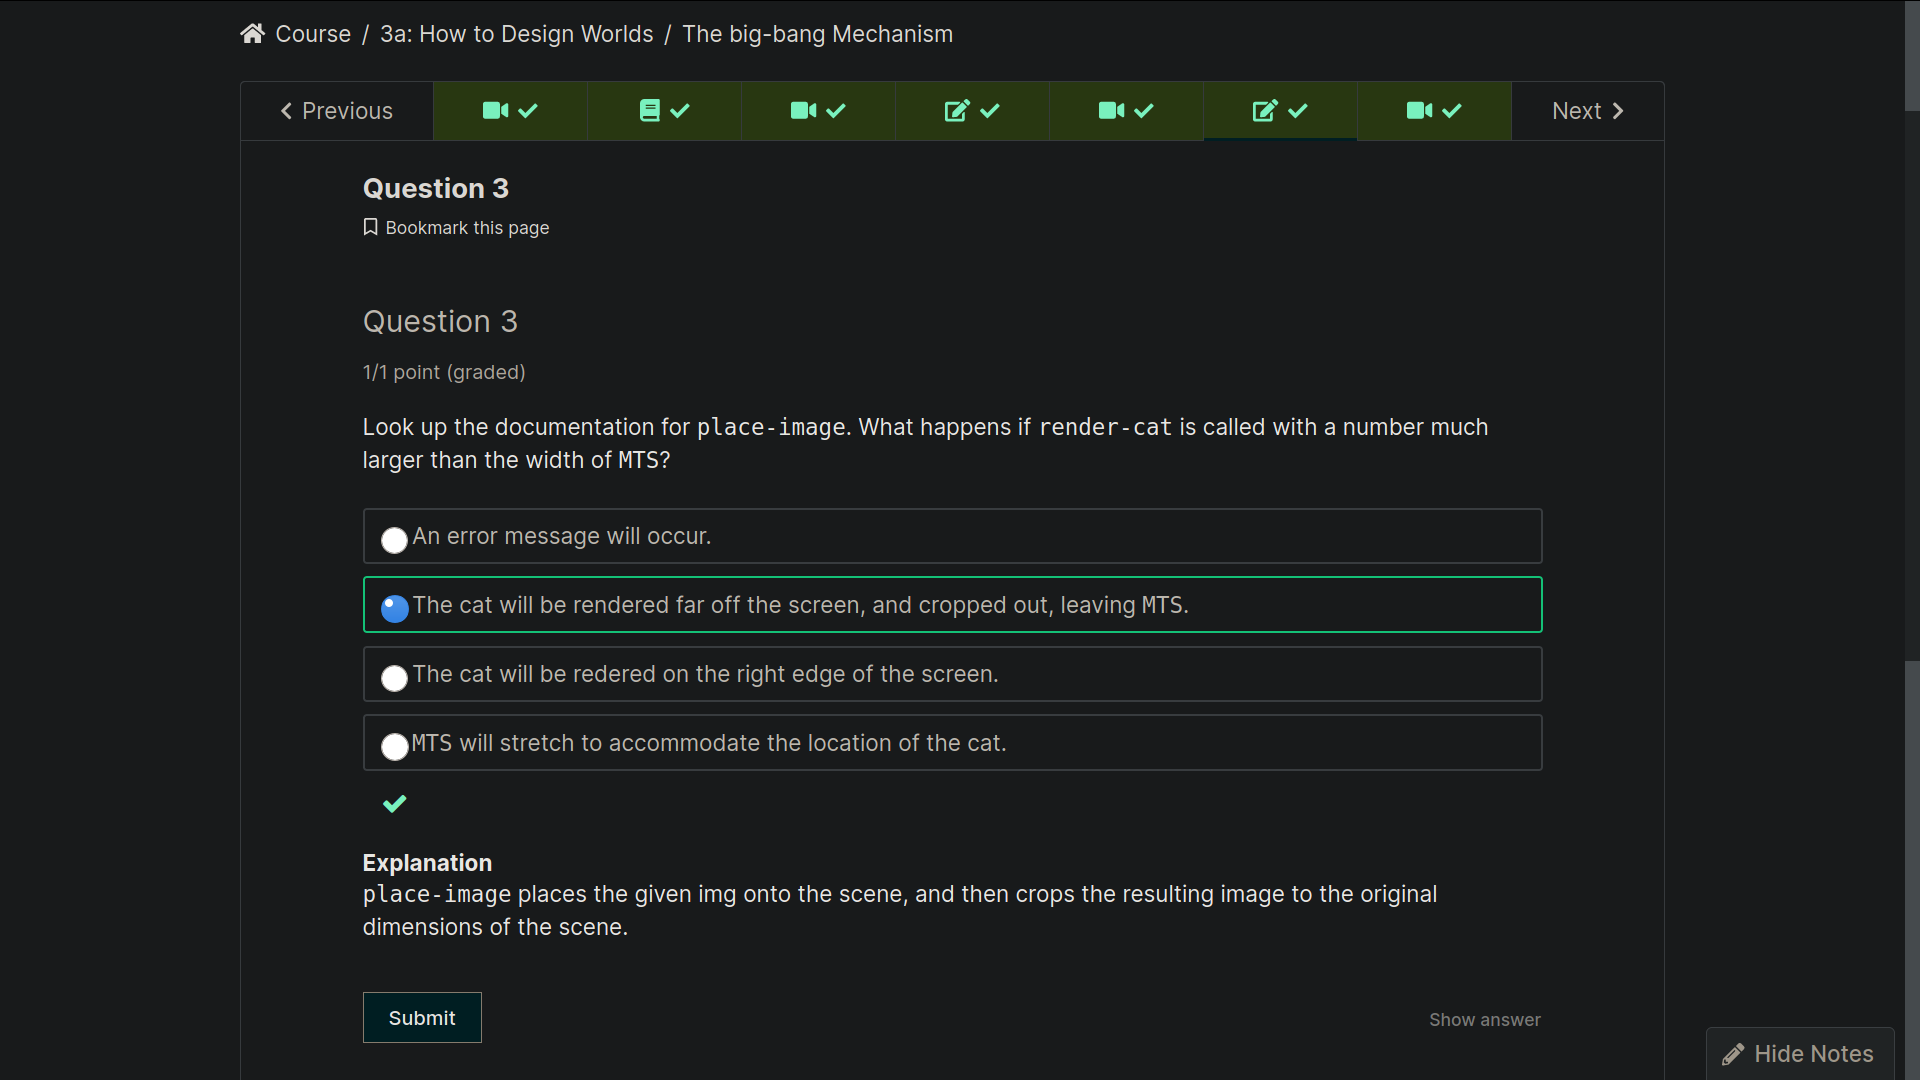 Course / 3a: How to Design Worlds / The big-bang Mechanism
Previous
Next
Question 3
Bookmark this page
Question 3
1/1 point (graded)
Look up the documentation for place-image. What happens if render-cat is called with a number much
larger than the width of MTS?
An error message will occur.
The cat will be rendered far off the screen, and cropped out, leaving MTS.
The cat will be redered on the right edge of the screen.
MTS will stretch to accommodate the location of the cat.
Explanation
place-image places the given img onto the scene, and then crops the resulting image to the original
dimensions of the scene.
Submit
Show answer
Hide Notes